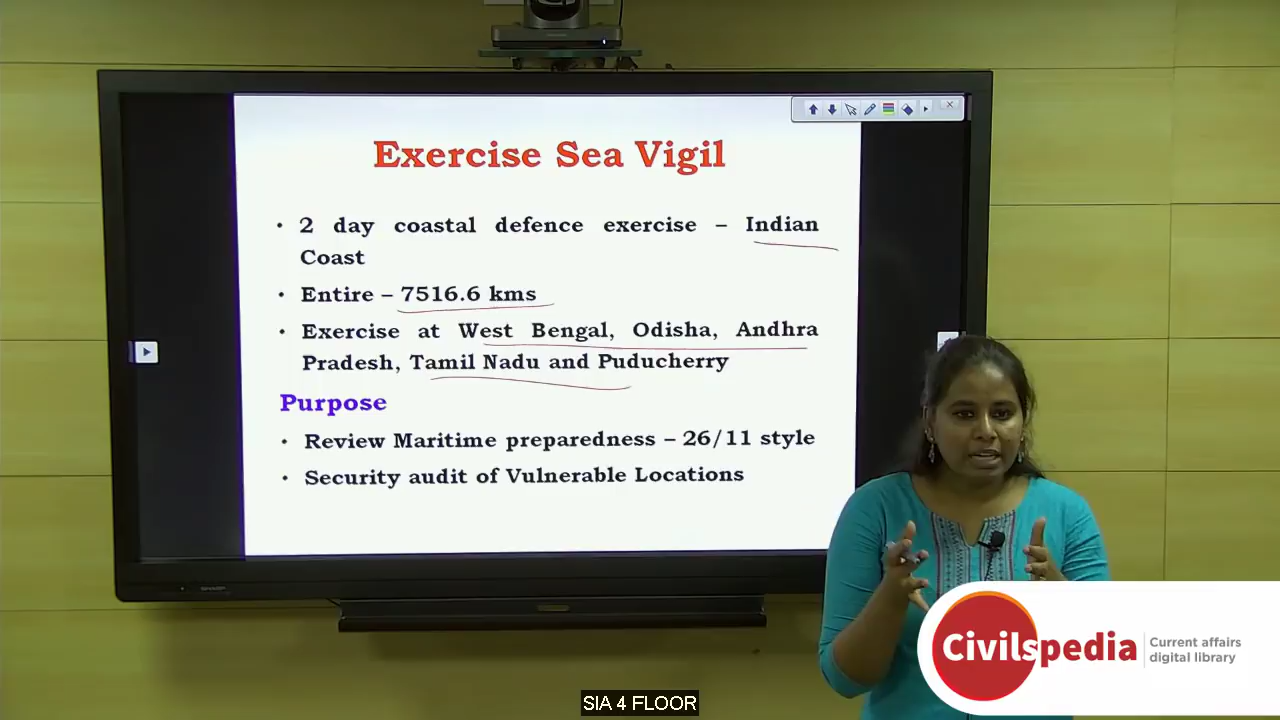 Exercise Sea Vigil
• 2 day coastal defence exercise – Indian
Coast
• Entire – 7516.6 kms
• Exercise at West Bengal, Odisha, Andhra
Pradesh, Tamil Nadu and Puducherry
Purpose
• Review Maritime preparedness – 26/11 style
• Security audit of Vulnerable Locations
SHARP
Civilspedia
Current affairs
digital library
SIA 4 FLOOR